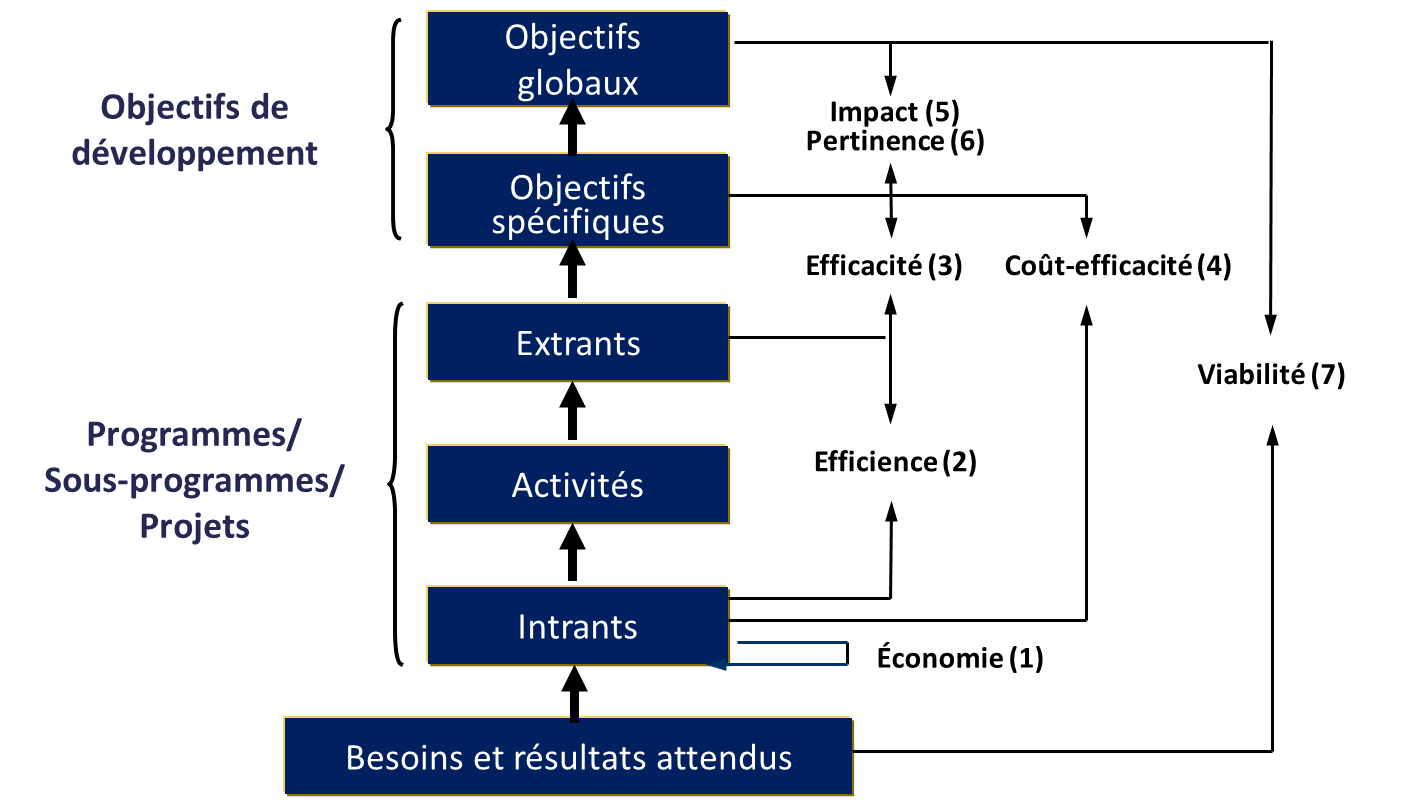 Objectifs
globaux
Objectifs de
développement
Impact (5)
Pertinence (6)
Objectifs
spécifiques
Efficacité (3)
Coût-efficacité (4)
Extrants
Viabilité (7)
Programmes/
Sous-programmes/
Projets
Activités
Efficience (2)
Intrants
Économie (1)
Besoins et résultats attendus